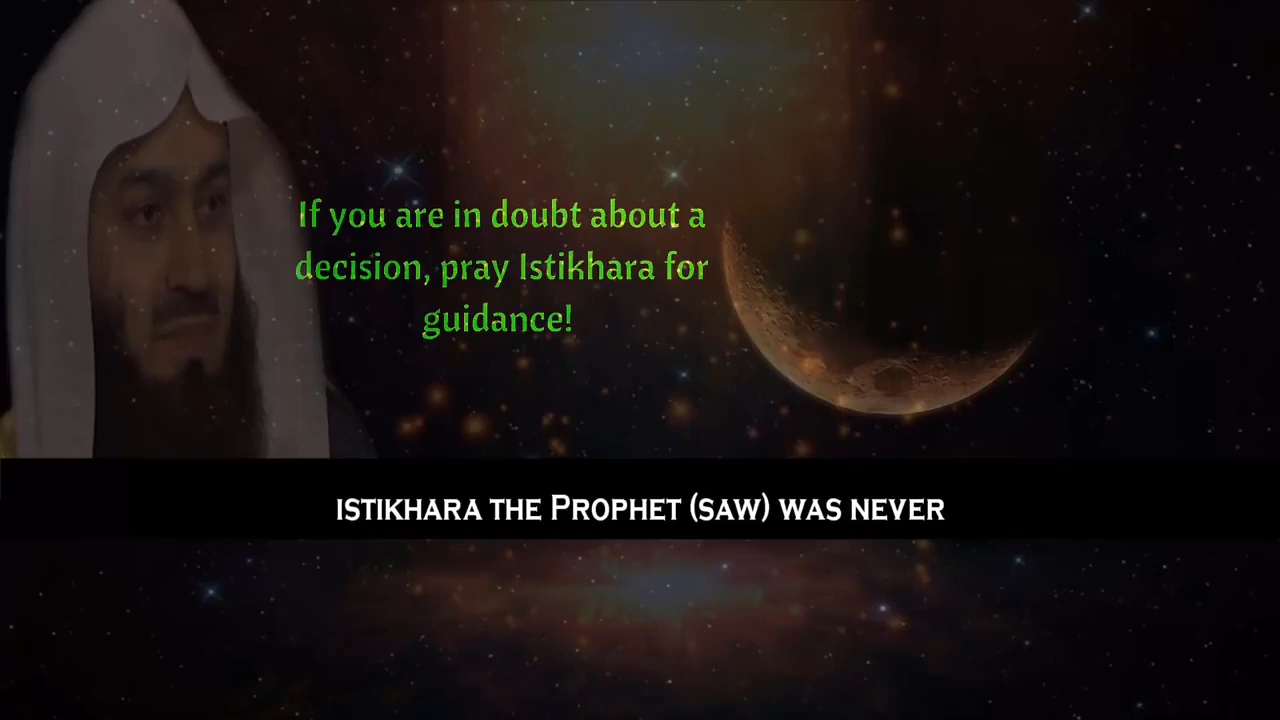 If you are in doubt about a
decision, pray Istikhara for
guidance!
istikhara the Prophet (saw) was never